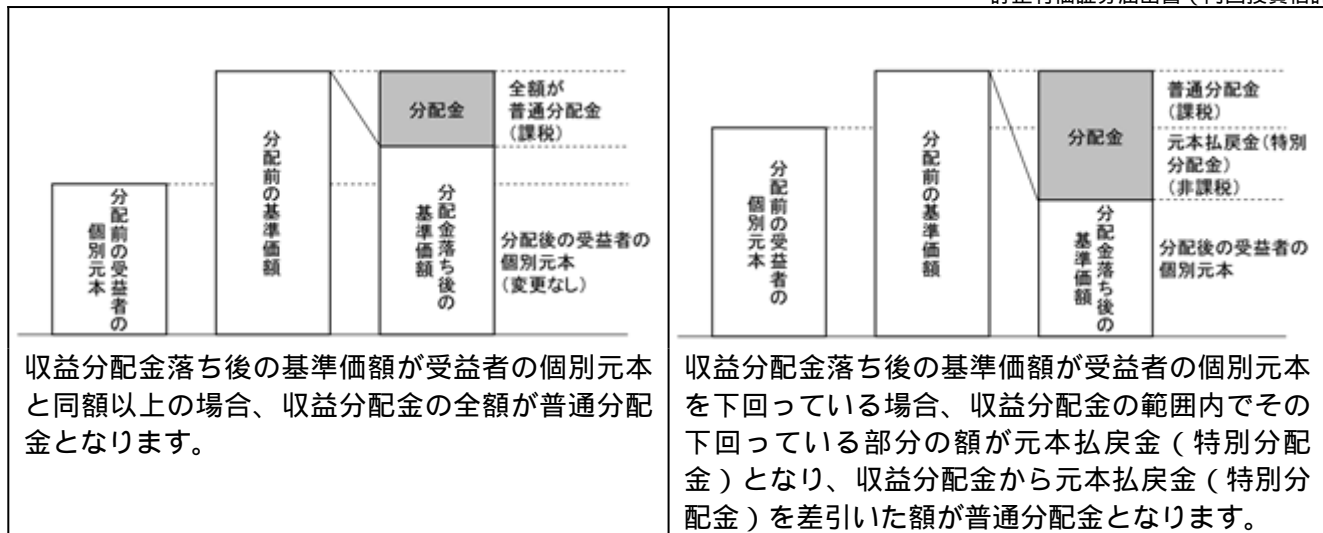 分配金
全額が
普通分配金
(課税)
分配前の受益者の
個別元本
分配前の基準価額
分配金落ち後の
基準価額
分配後の受益者の
個別元本
(変更なし)
収益分配金落ち後の基準価額が受益者の個別元本
と同額以上の場合、収益分配金の全額が普通分配
金となります。
分配金
普通分配金
(課税)
元本払戻金(特別
分配金)
(非課税)
分配前の受益者の
個別元本
分配前の基準価額
分配金落ち後の
基準価額
分配後の受益者の
個別元本
収益分配金落ち後の基準価額が受益者の個別元本
を下回っている場合、収益分配金の範囲内でその
下回っている部分の額が元本払戻金(特別分配
金)となり、収益分配金から元本払戻金(特別分
配金)を差引いた額が普通分配金となります。